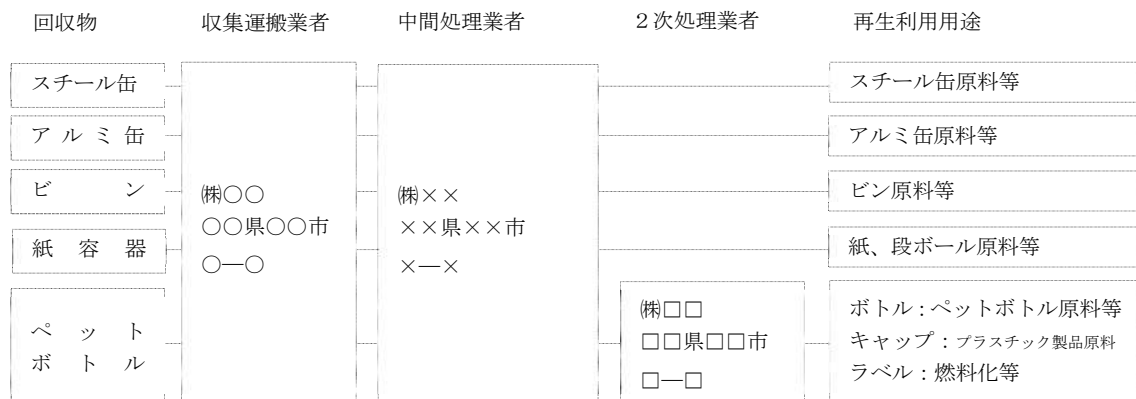 回収物 収集運搬業者 中間処理業者 ２次処理業者 再生利用用途
スチール缶
アルミ缶
ビン
紙容器
ペット
ボトル
㈱○○
○○県○○市
○―○
㈱××
××県××市
×―×
㈱□□
□□県□□市
□―□
スチール缶原料等
アルミ缶原料等
ビン原料等
紙、段ボール原料等
ボトル：ペットボトル原料等
キャップ：プラスチック製品原料
ラベル：燃料化等